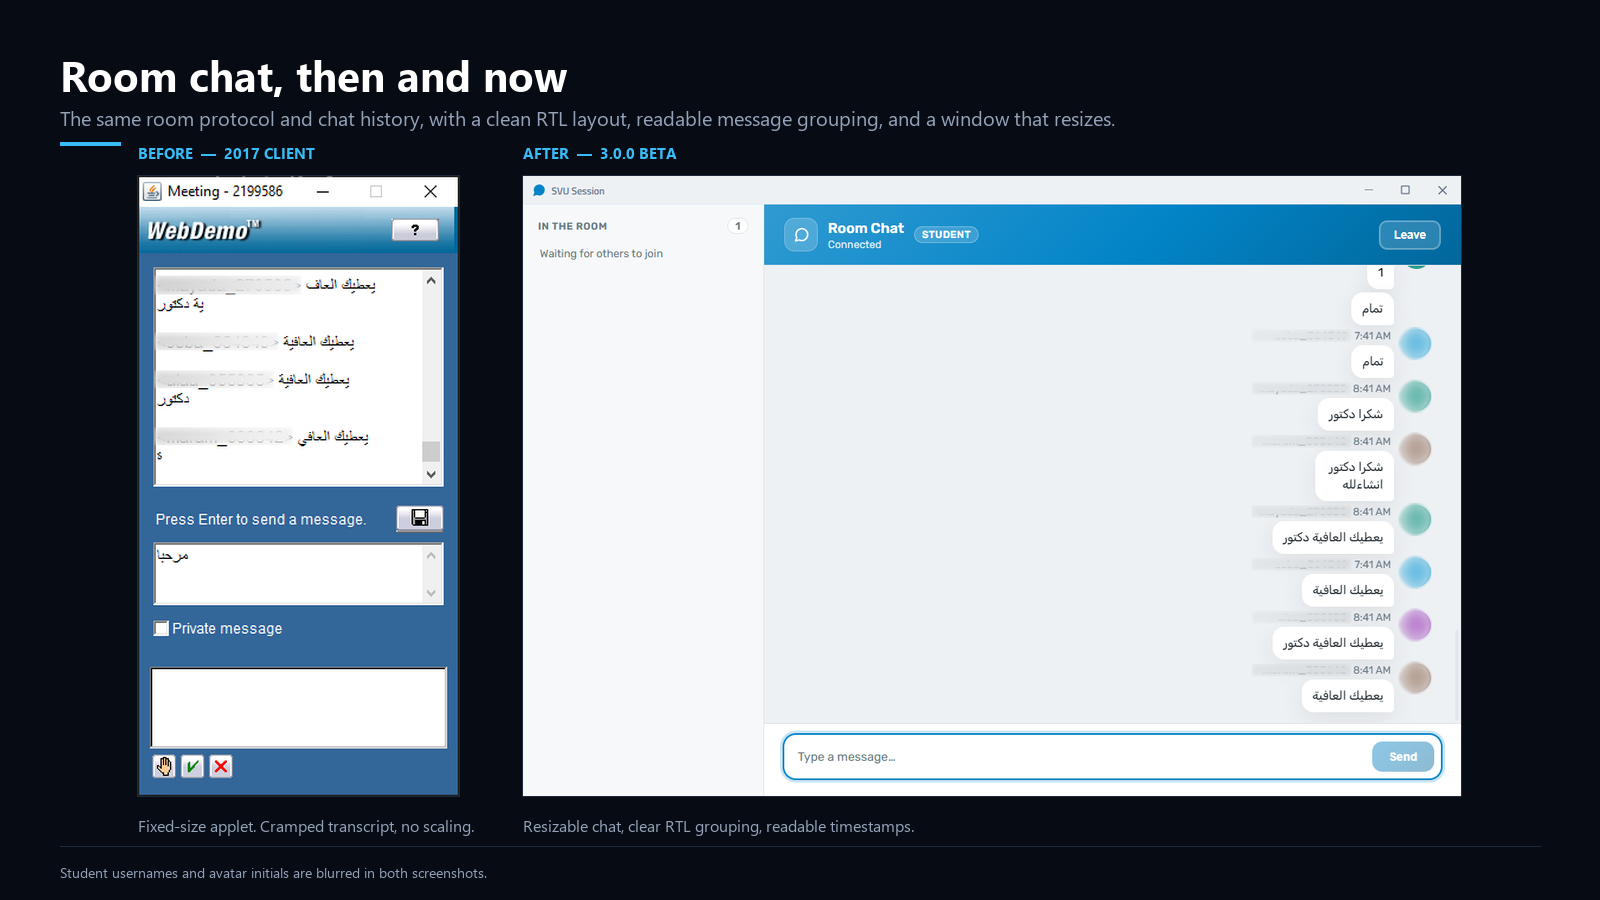 Room chat, then and now
The same room protocol and chat history, with a clean RTL layout, readable message grouping, and a window that resizes.
BEFORE — 2017 CLIENT
Meeting - 2199586
WebDemo™
?
يعطيك العاف
ية دكتور
يعطيك العافية
يعطيك العافية
دكتور
يعطيك العافي
ة
Press Enter to send a message.
مرحبا
Private message
Fixed-size applet. Cramped transcript, no scaling.
AFTER — 3.0.0 BETA
SVU Session
IN THE ROOM
1
Waiting for others to join
Room Chat
Connected
STUDENT
Leave
1
تمام
7:41 AM
تمام
8:41 AM
شكرا دكتور
8:41 AM
شكرا دكتور
انشاءلله
8:41 AM
يعطيك العافية دكتور
7:41 AM
يعطيك العافية
8:41 AM
يعطيك العافية دكتور
8:41 AM
يعطيك العافية
Type a message…
Send
Resizable chat, clear RTL grouping, readable timestamps.
Student usernames and avatar initials are blurred in both screenshots.